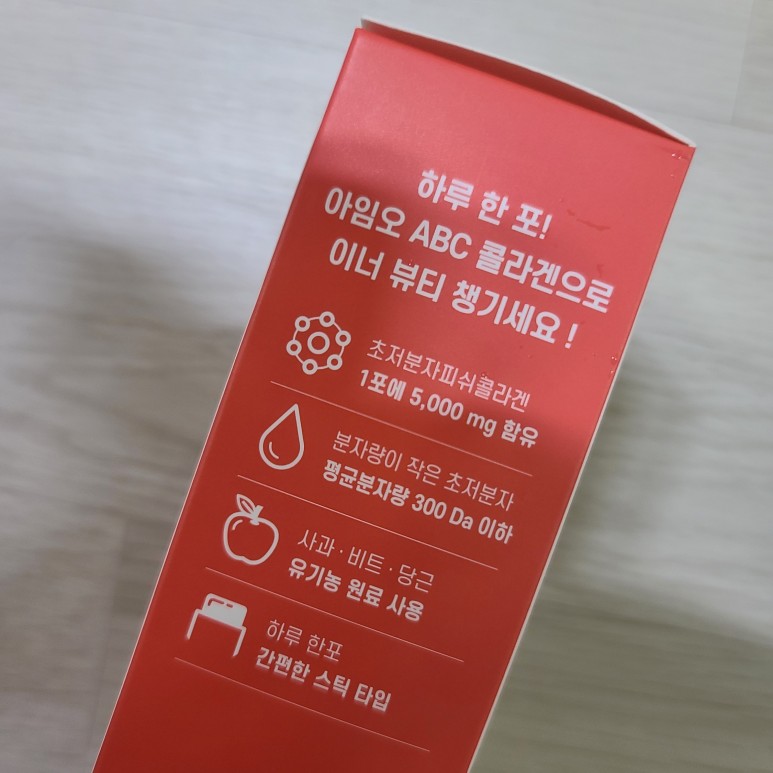 하루 한 포!
아임오 ABC 콜라겐으로
이너 뷰티 챙기세요 !
초저분자피쉬콜라겐
1포에 5,000 mg 함유
분자량이 작은 초저분자
평균분자량 300 Da 이하
사과 · 비트 · 당근
유기농 원료 사용
하루 한포
간편한 스틱 타입